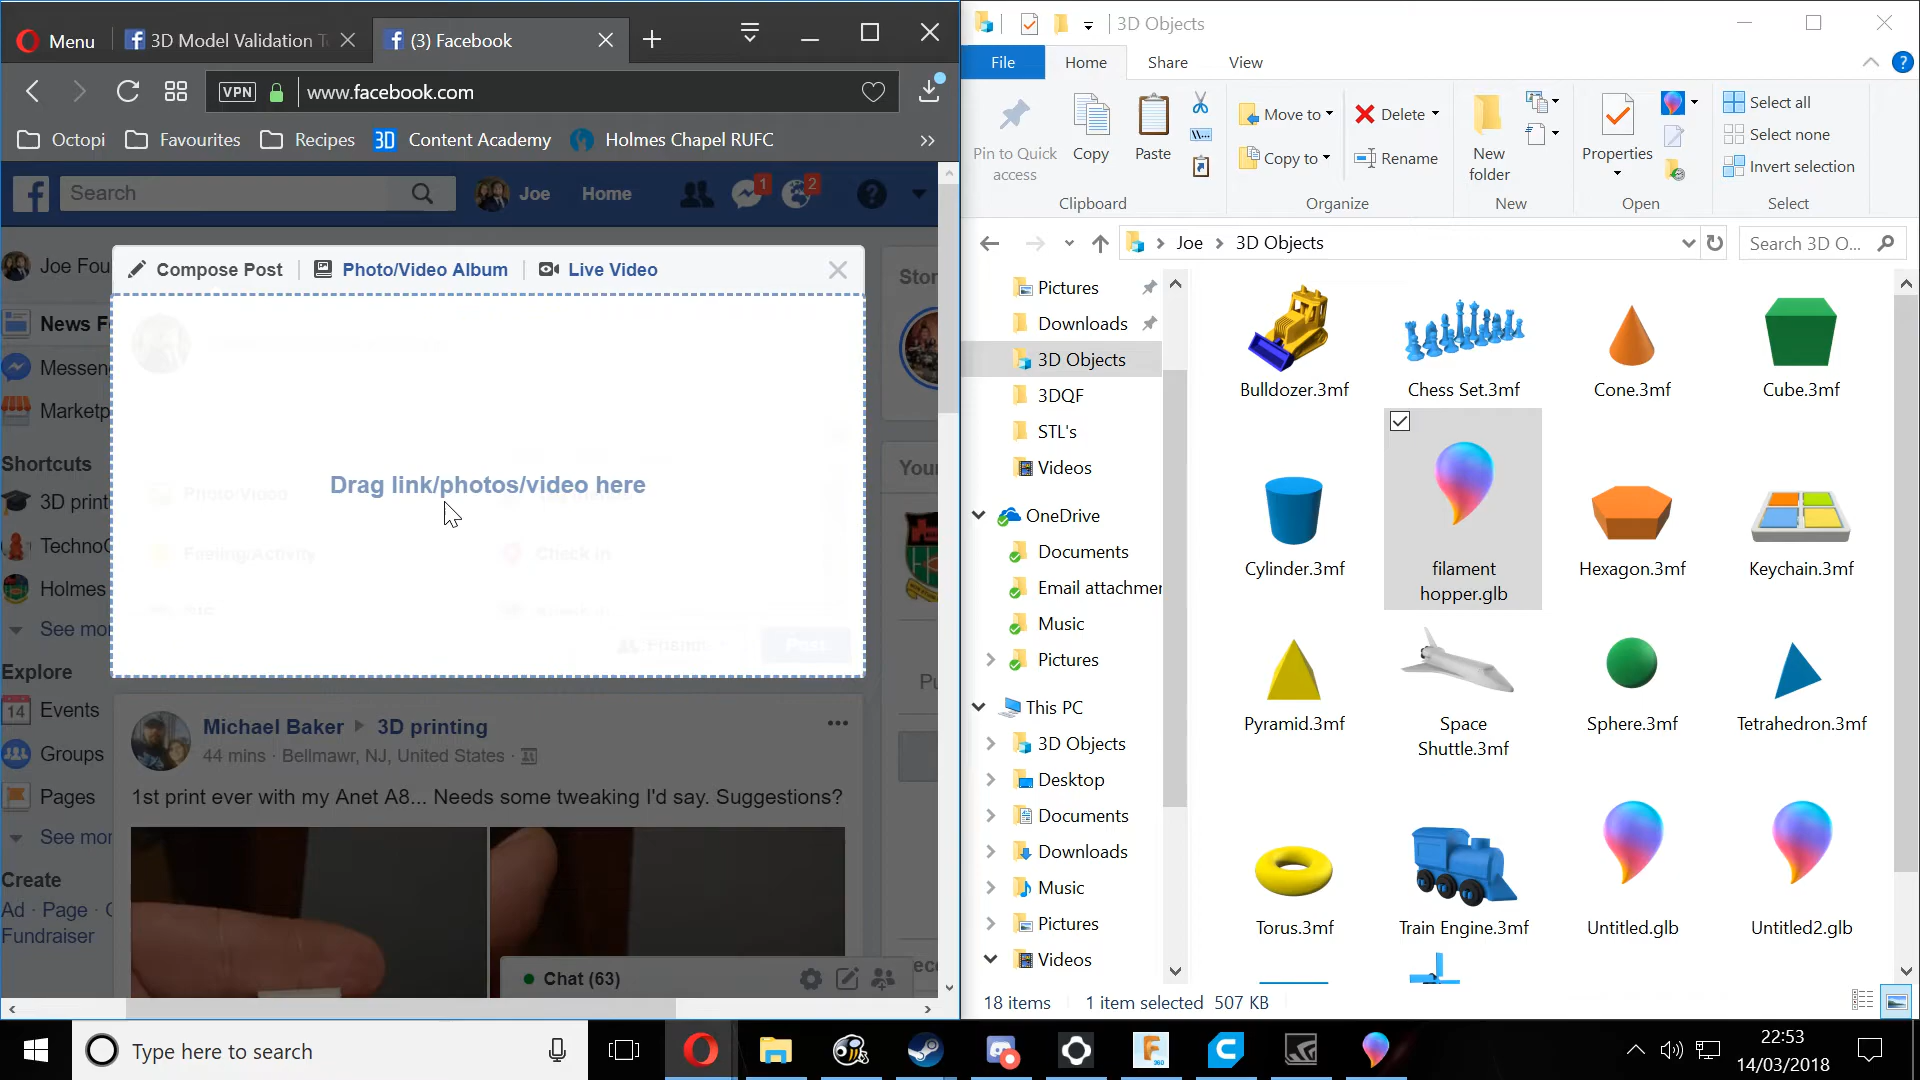 Menu
3D Model Validation T
(3) Facebook
VPN
www.facebook.com
Octopi
Favourites
Recipes
3D
Content Academy
Holmes Chapel RUFC
Search
Joe
Home
1
2
Joe Fou
Compose Post
Photo/Video Album
Live Video
Stor
News F
Messen
Marketp
Drag link/photos/video here
Photo/Video
Feeling/Activity
Check in
Post
Your
Shortcuts
3D print
Techno
Holmes
See mor
Explore
14
Events
Groups
Pages
See mor
Create
Ad · Page ·
Fundraiser
Michael Baker
3D printing
44 mins · Bellmawr, NJ, United States ·
1st print ever with my Anet A8... Needs some tweaking I'd say. Suggestions?
Chat (63)
3D Objects
File
Home
Share
View
Pin to Quick
access
Copy
Paste
Clipboard
Move to
Copy to
Delete
Rename
Organize
New
folder
New
Properties
Open
Select all
Select none
Invert selection
Select
Joe
3D Objects
Search 3D O...
Pictures
Downloads
3D Objects
3DQF
STL's
Videos
OneDrive
Documents
Email attachmer
Music
Pictures
This PC
3D Objects
Desktop
Documents
Downloads
Music
Pictures
Videos
Bulldozer.3mf
Chess Set.3mf
Cone.3mf
Cube.3mf
Cylinder.3mf
filament
hopper.glb
Hexagon.3mf
Keychain.3mf
Pyramid.3mf
Space
Shuttle.3mf
Sphere.3mf
Tetrahedron.3mf
Torus.3mf
Train Engine.3mf
Untitled.glb
Untitled2.glb
18 items
1 item selected 507 KB
Type here to search
22:53
14/03/2018